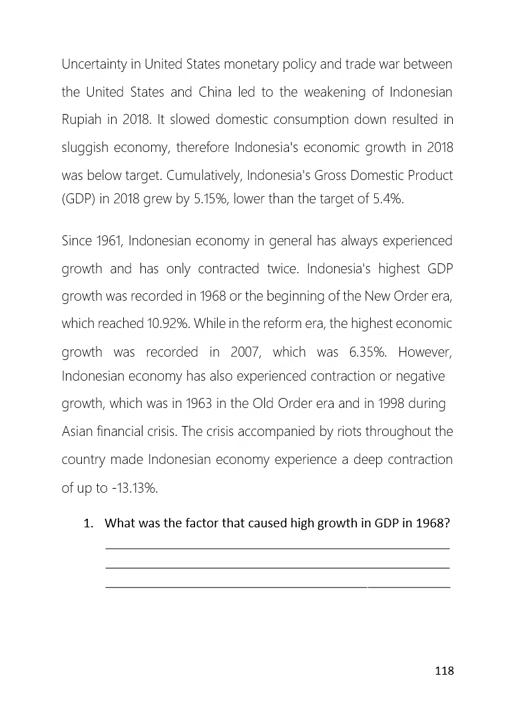 Uncertainty in United States monetary policy and trade war between
the United States and China led to the weakening of Indonesian
Rupiah in 2018. It slowed domestic consumption down resulted in
sluggish economy, therefore Indonesia's economic growth in 2018
was below target. Cumulatively, Indonesia's Gross Domestic Product
(GDP) in 2018 grew by 5.15%, lower than the target of 5.4%.
Since 1961, Indonesian economy in general has always experienced
growth and has only contracted twice. Indonesia's highest GDP
growth was recorded in 1968 or the beginning of the New Order era,
which reached 10.92%. While in the reform era, the highest economic
growth was recorded in 2007, which was 6.35%. However,
Indonesian economy has also experienced contraction or negative
growth, which was in 1963 in the Old Order era and in 1998 during
Asian financial crisis. The crisis accompanied by riots throughout the
country made Indonesian economy experience a deep contraction
of up to -13.13%.
1. What was the factor that caused high growth in GDP in 1968?
118